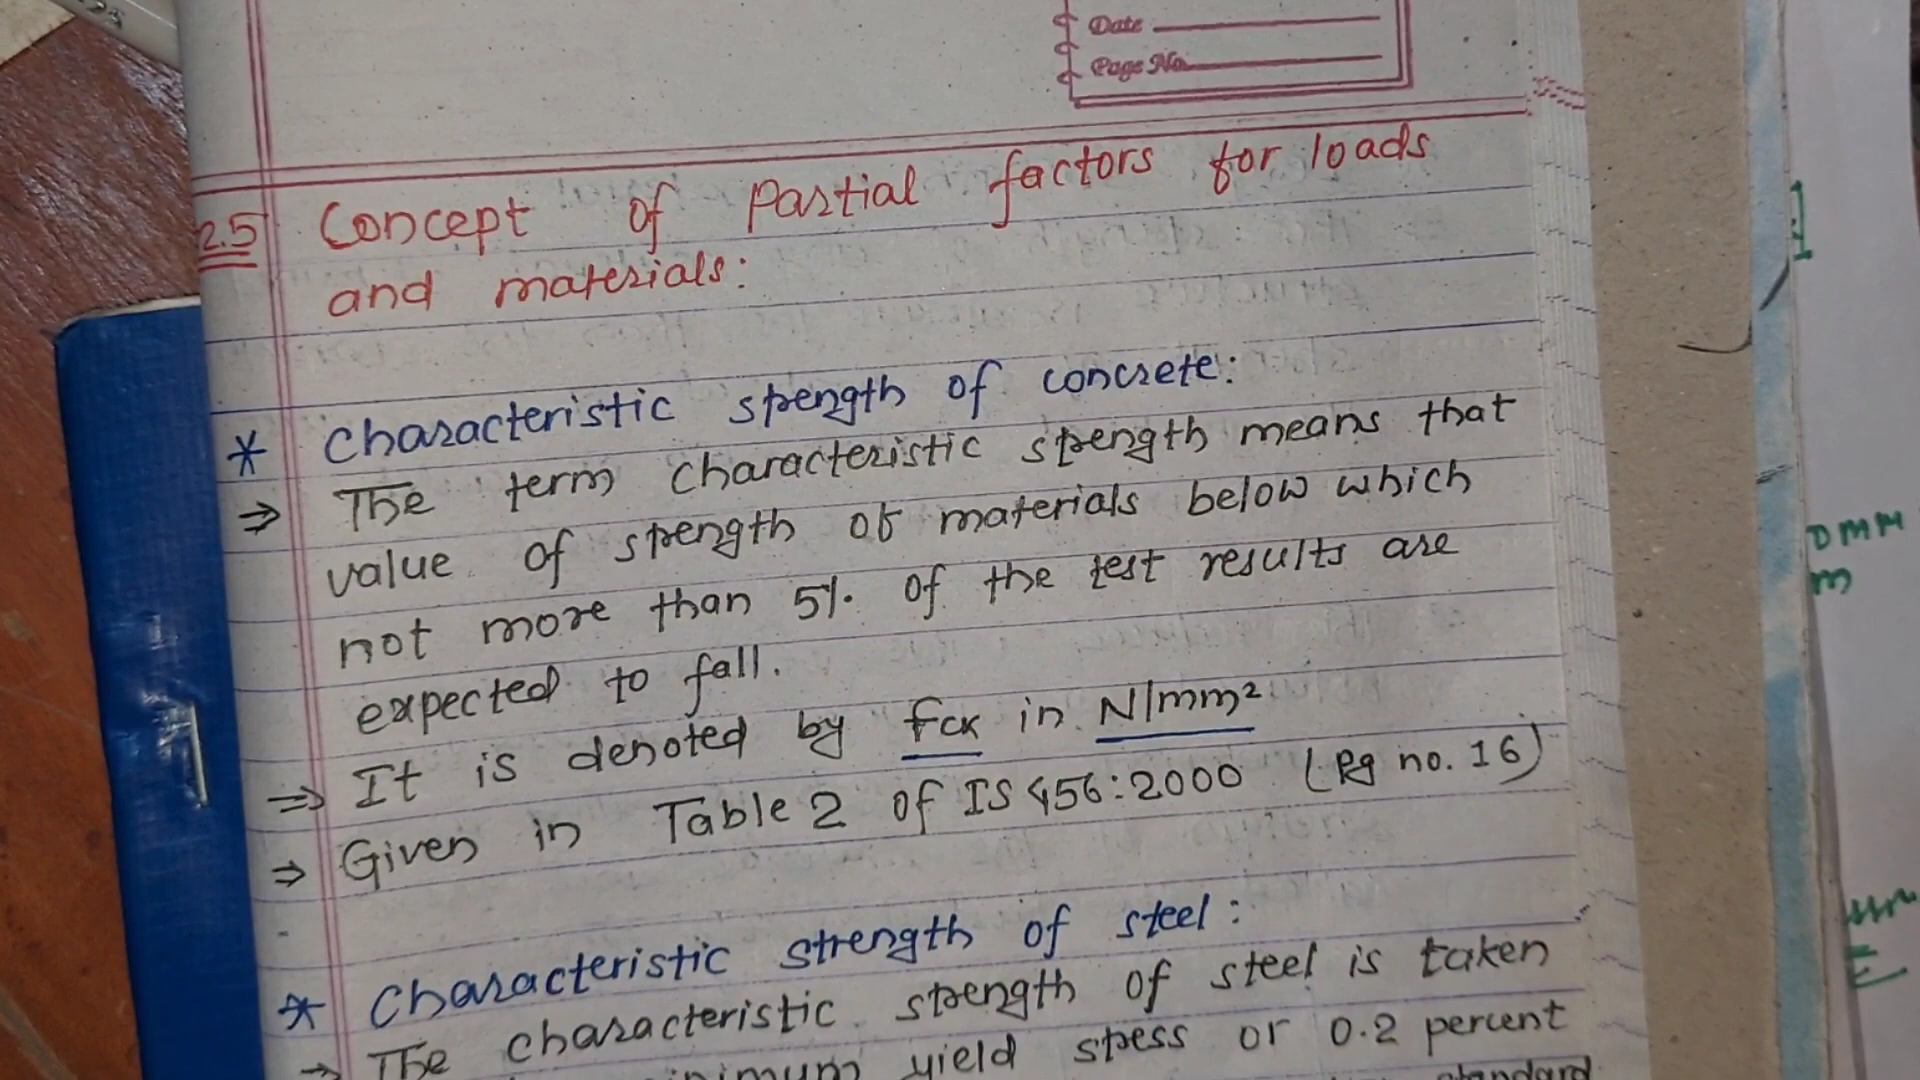 Date
Page No.
2.5 Concept of Partial factors for loads
and materials:
* Characteristic strength of concrete:
⇒ The term characteristic strength means that
value of strength of materials below which
not more than 5% of the test results are
expected to fall.
⇒ It is denoted by fck in N/mm²
⇒ Given in Table 2 of IS 456:2000 (Pg no. 16)
* Characteristic strength of steel:
→ The characteristic strength of steel is taken
yield stress or 0.2 percent
standard
DMM
m